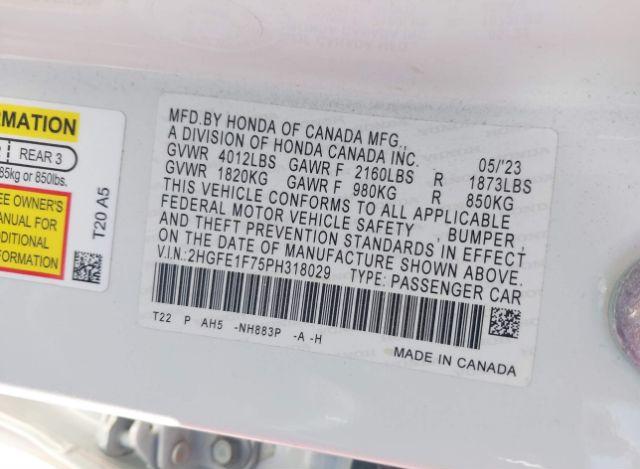 RMATION
REAR 3
85kg or 850lbs.
EE OWNER'S
ANUAL FOR
DDITIONAL
FORMATION
T20 A5
MFD.BY HONDA OF CANADA MFG.,
A DIVISION OF HONDA CANADA INC. 05/'23
GVWR 4012LBS GAWR F 2160LBS R 1873LBS
GVWR 1820KG GAWR F 980KG R 850KG
THIS VEHICLE CONFORMS TO ALL APPLICABLE
FEDERAL MOTOR VEHICLE SAFETY , BUMPER ,
AND THEFT PREVENTION STANDARDS IN EFFECT
ON THE DATE OF MANUFACTURE SHOWN ABOVE.
V.I.N.:2HGFE1F75PH318029 TYPE: PASSENGER CAR
T22 P AH5 -NH883P -A -H
MADE IN CANADA